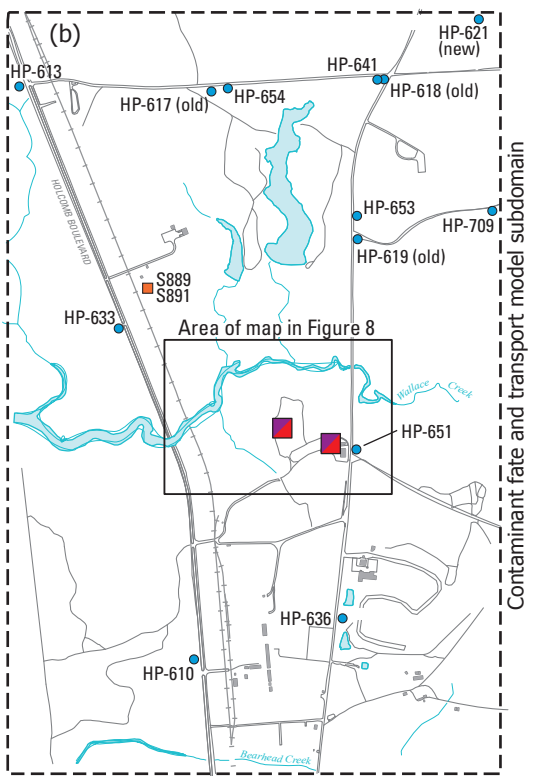 (b)
HP-621
(new)
HP-613
HP-641
HP-617 (old)
HP-654
HP-618 (old)
HOLCOMB BOULEVARD
HP-653
HP-709
HP-619 (old)
S889
S891
HP-633
Area of map in Figure 8
Wallace Creek
HP-651
HP-636
HP-610
Bearhead Creek
Contaminant fate and transport model subdomain